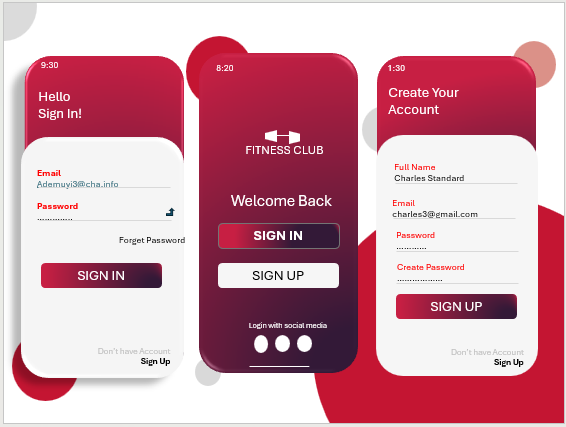 9:30
Hello
Sign In!
Email
Ademuyi3@cha.info
Password
.............
Forget Password
SIGN IN
Don't have Account
Sign Up
8:20
FITNESS CLUB
Welcome Back
SIGN IN
SIGN UP
Login with social media
1:30
Create Your
Account
Full Name
Charles Standard
Email
charles3@gmail.com
Password
............
Create Password
..................
SIGN UP
Don't have Account
Sign Up